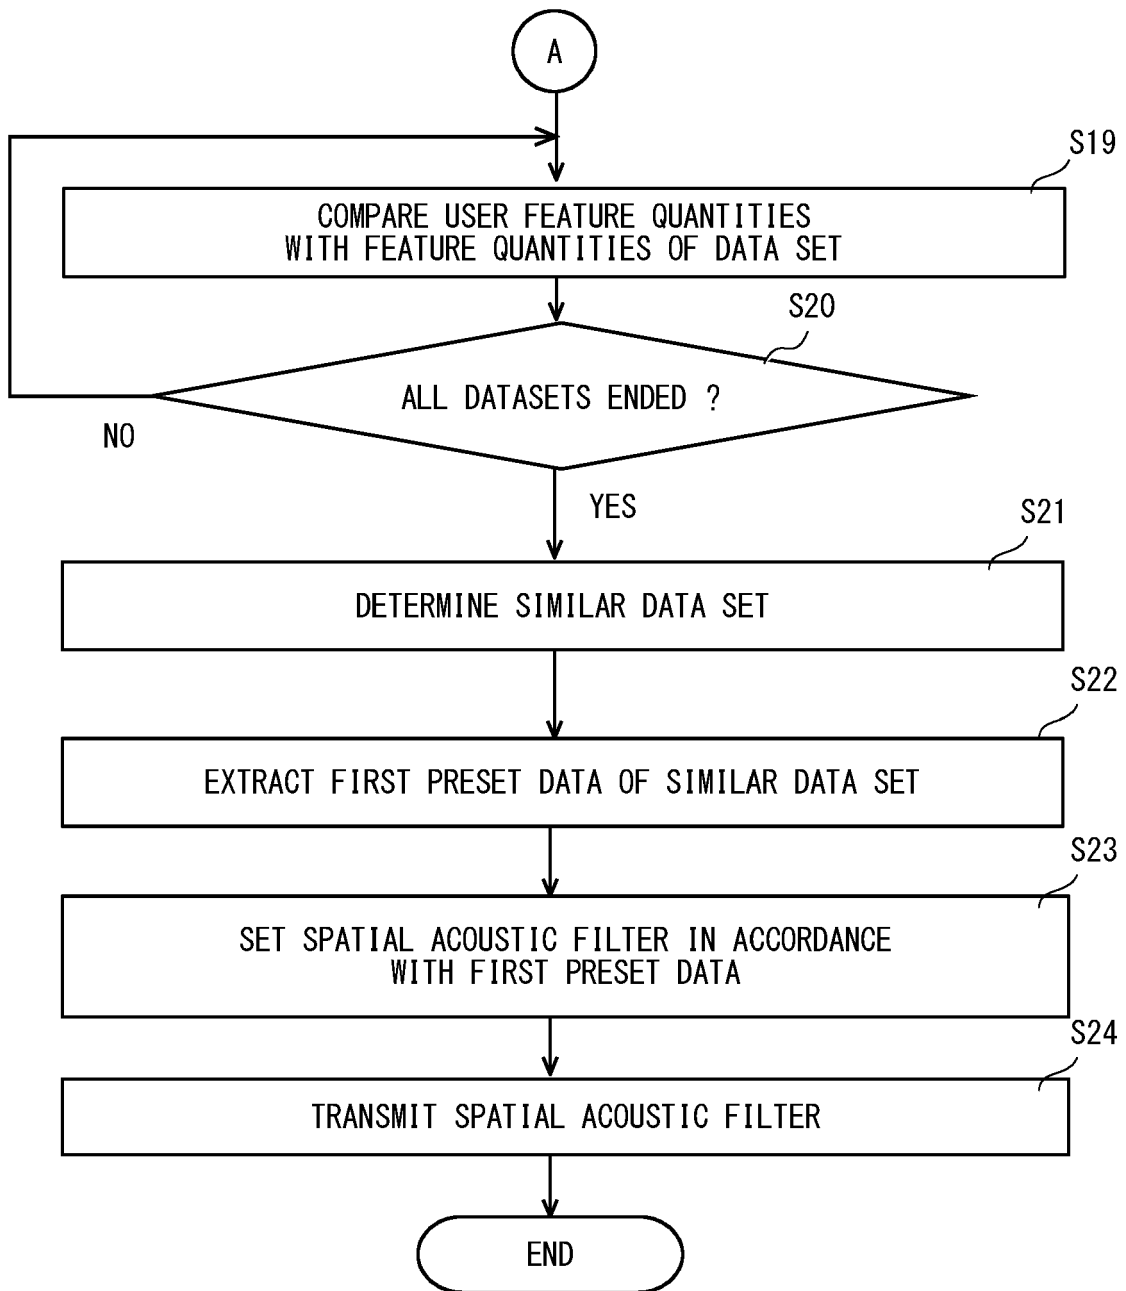 A
S19
COMPARE USER FEATURE QUANTITIES
WITH FEATURE QUANTITIES OF DATA SET
S20
ALL DATASETS ENDED ?
NO
YES
S21
DETERMINE SIMILAR DATA SET
S22
EXTRACT FIRST PRESET DATA OF SIMILAR DATA SET
S23
SET SPATIAL ACOUSTIC FILTER IN ACCORDANCE
WITH FIRST PRESET DATA
S24
TRANSMIT SPATIAL ACOUSTIC FILTER
END